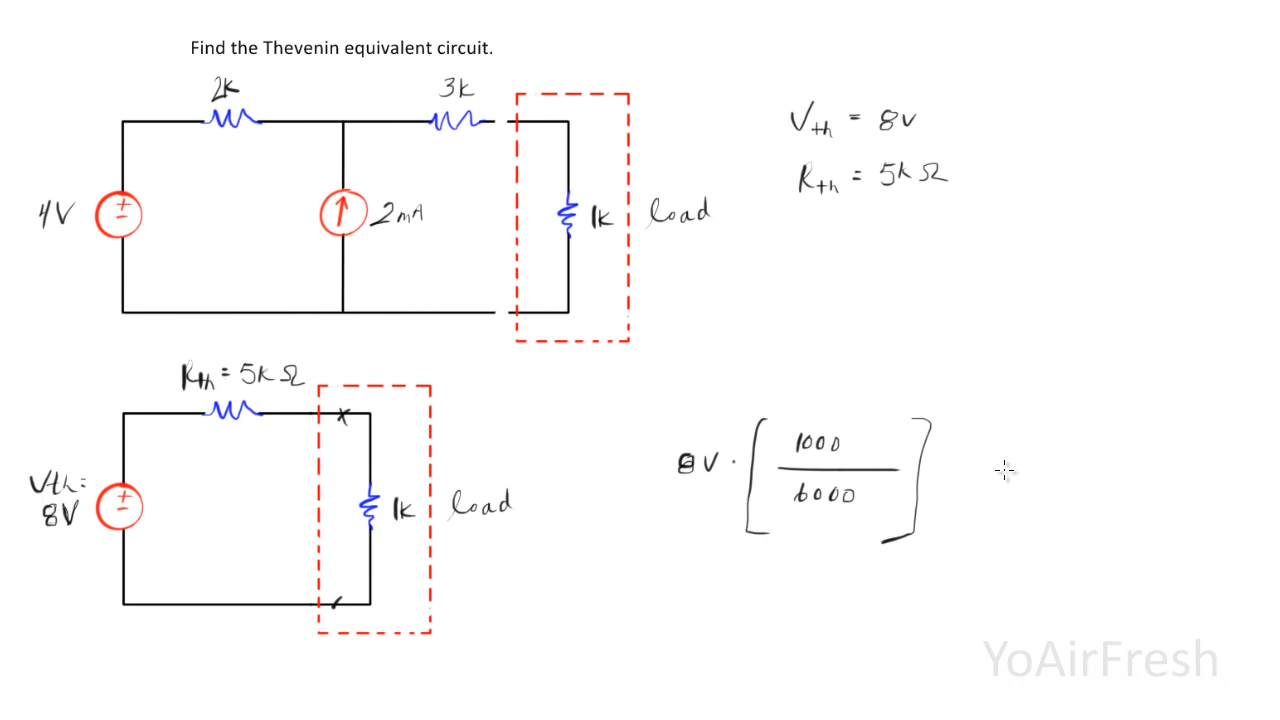 Find the Thevenin equivalent circuit.
2K
3K
Vth = 8V
Rth = 5K Ω
4V
+
−
2mA
1K
load
Rth = 5K Ω
Vth =
8V
+
−
1K
load
8V · [ 1000
6000 ]
YoAirFresh